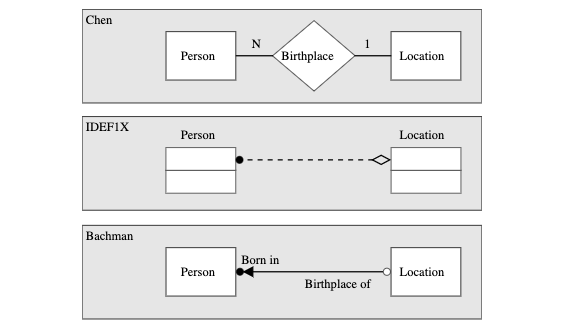 Chen
Person
N
Birthplace
1
Location
IDEF1X
Person
Location
Bachman
Person
Born in
Birthplace of
Location